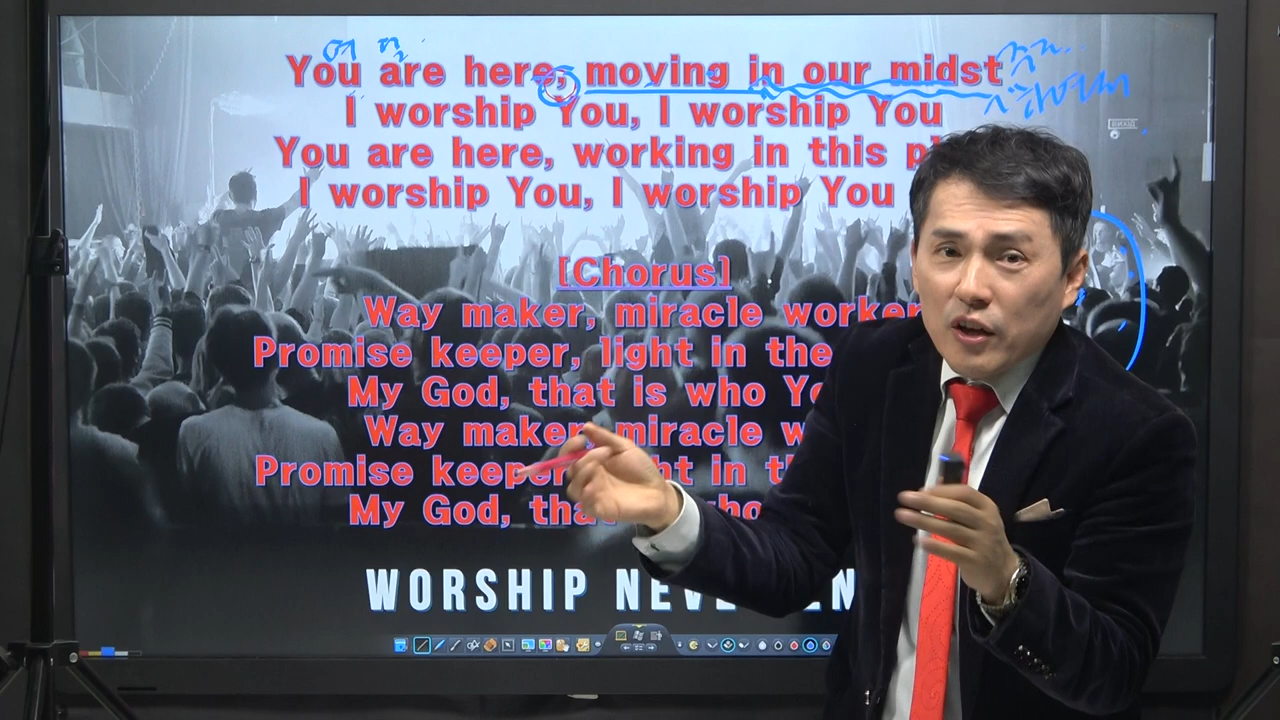 You are here, moving in our midst
I worship You, I worship You
You are here, working in this
I worship You, I worship You
[Chorus]
Way maker, miracle worker
Promise keeper, light in the
My God, that is who
Way maker, miracle
Promise keeper in
My God,
WORSHIP